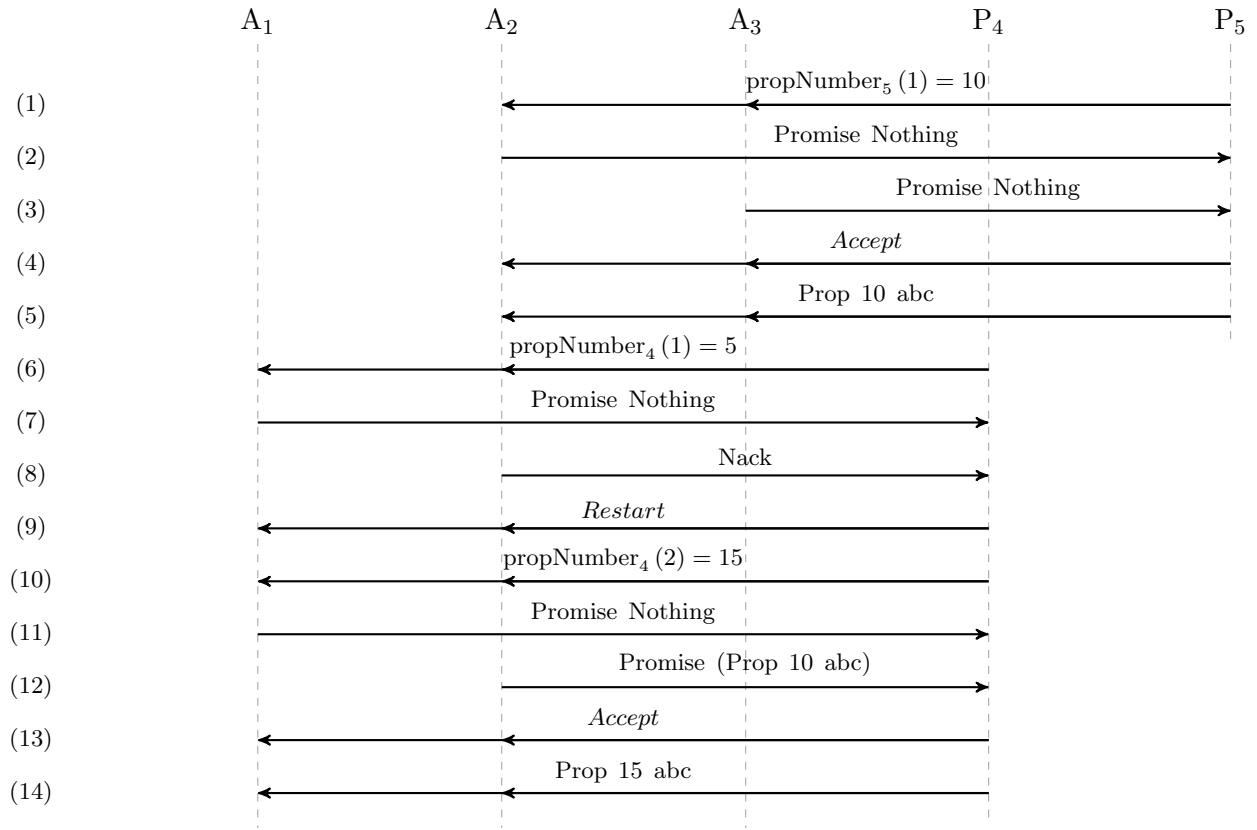 A₁ A₂ A₃ P₄ P₅
(1) propNumber₅ (1) = 10
(2) Promise Nothing
(3) Promise Nothing
(4) Accept
(5) Prop 10 abc
(6) propNumber₄ (1) = 5
(7) Promise Nothing
(8) Nack
(9) Restart
(10) propNumber₄ (2) = 15
(11) Promise Nothing
(12) Promise (Prop 10 abc)
(13) Accept
(14) Prop 15 abc